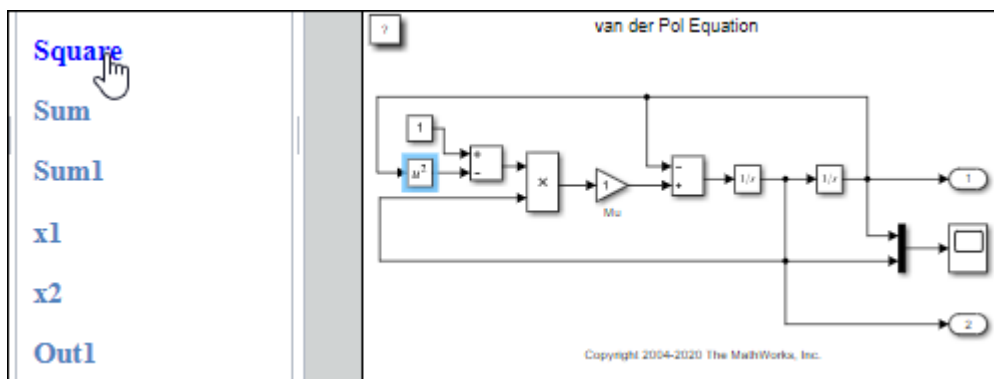 Square
Sum
Sum1
x1
x2
Out1
?
van der Pol Equation
1
u²
+
−
×
1
Mu
−
+
1/s
1/s
1
2
Copyright 2004-2020 The MathWorks, Inc.